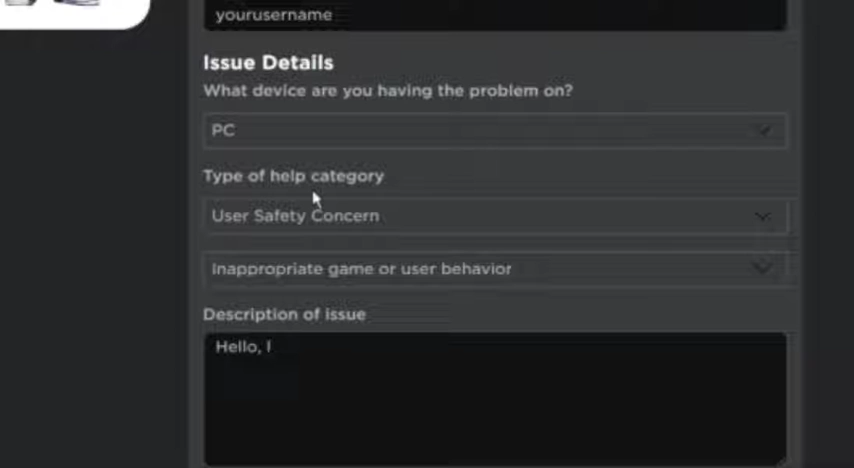 yourusername
Issue Details
What device are you having the problem on?
PC
Type of help category
User Safety Concern
Inappropriate game or user behavior
Description of issue
Hello, I